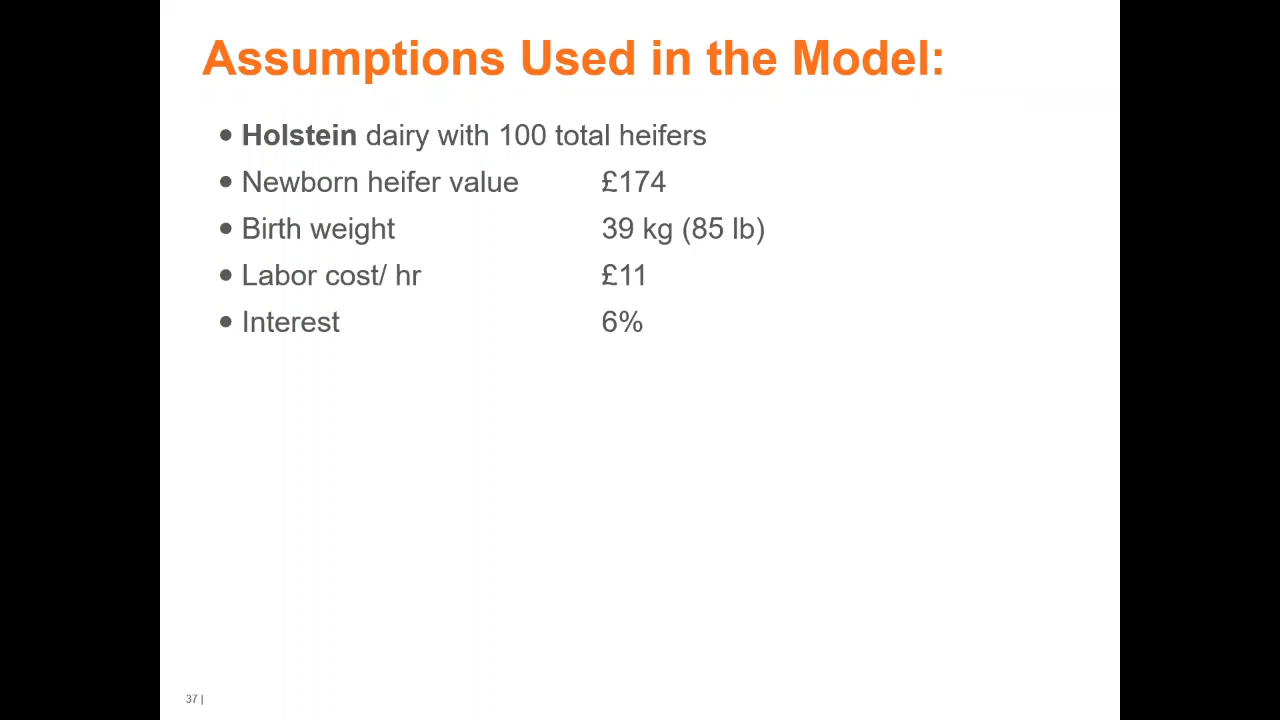 Assumptions Used in the Model:
• Holstein dairy with 100 total heifers
• Newborn heifer value £174
• Birth weight 39 kg (85 lb)
• Labor cost/ hr £11
• Interest 6%
37 |